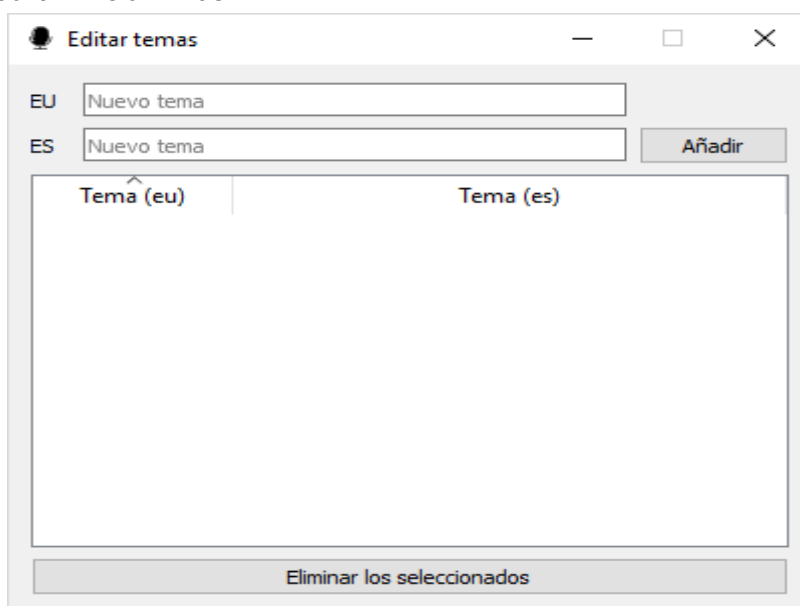 Editar temas
EU Nuevo tema
ES Nuevo tema Añadir
Tema (eu) Tema (es)
Eliminar los seleccionados